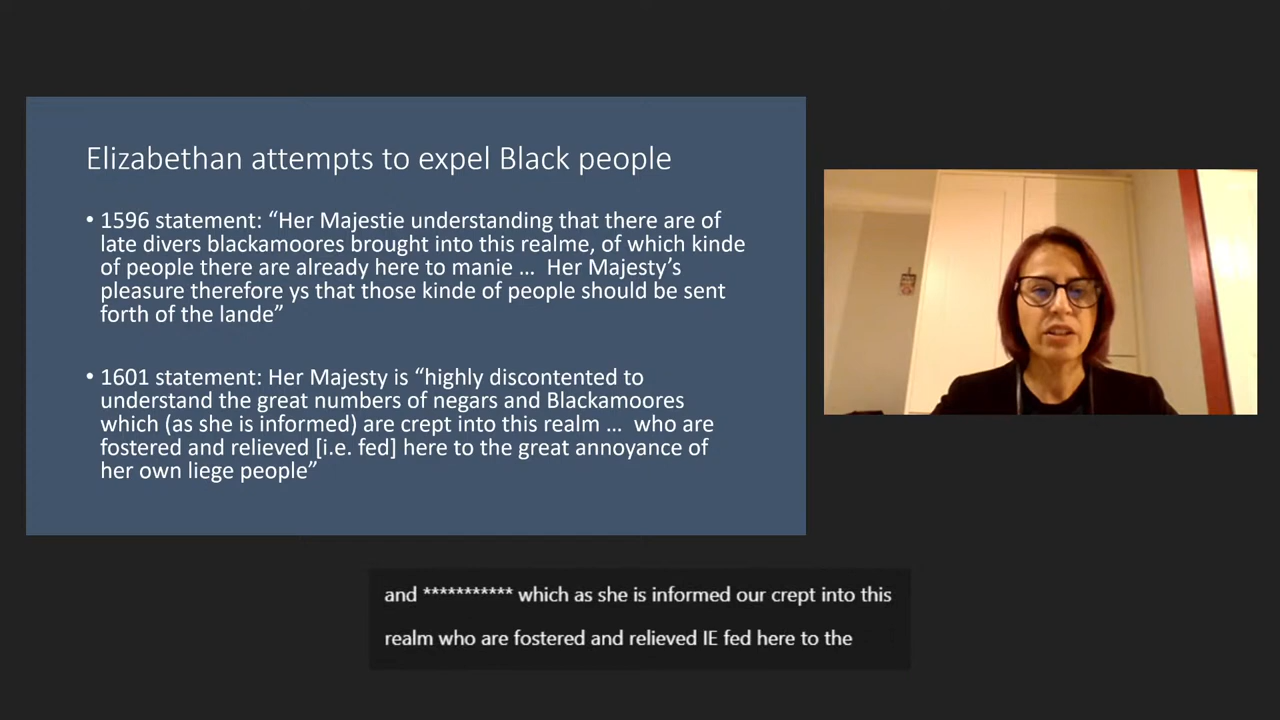 Elizabethan attempts to expel Black people
• 1596 statement: “Her Majestie understanding that there are of
late divers blackamoores brought into this realme, of which kinde
of people there are already here to manie … Her Majesty’s
pleasure therefore ys that those kinde of people should be sent
forth of the lande”
• 1601 statement: Her Majesty is “highly discontented to
understand the great numbers of negars and Blackamoores
which (as she is informed) are crept into this realm … who are
fostered and relieved [i.e. fed] here to the great annoyance of
her own liege people”
and *********** which as she is informed our crept into this
realm who are fostered and relieved IE fed here to the